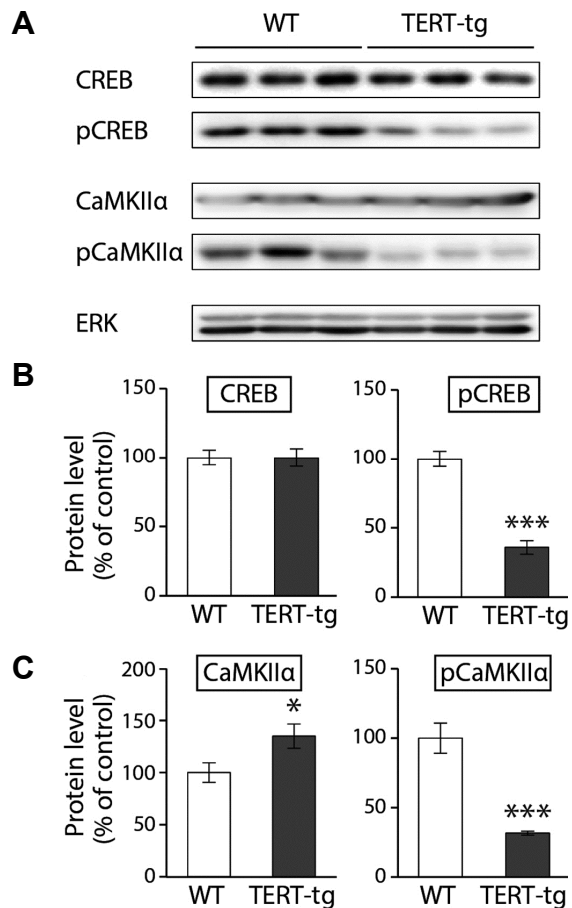 A
WT TERT-tg
CREB
pCREB
CaMKIIα
pCaMKIIα
ERK
B
Protein level
(% of control)
150
100
50
0
CREB
WT TERT-tg
150
100
50
0
pCREB
***
WT TERT-tg
C
Protein level
(% of control)
200
150
100
50
0
CaMKIIα
*
WT TERT-tg
150
100
50
0
pCaMKIIα
***
WT TERT-tg